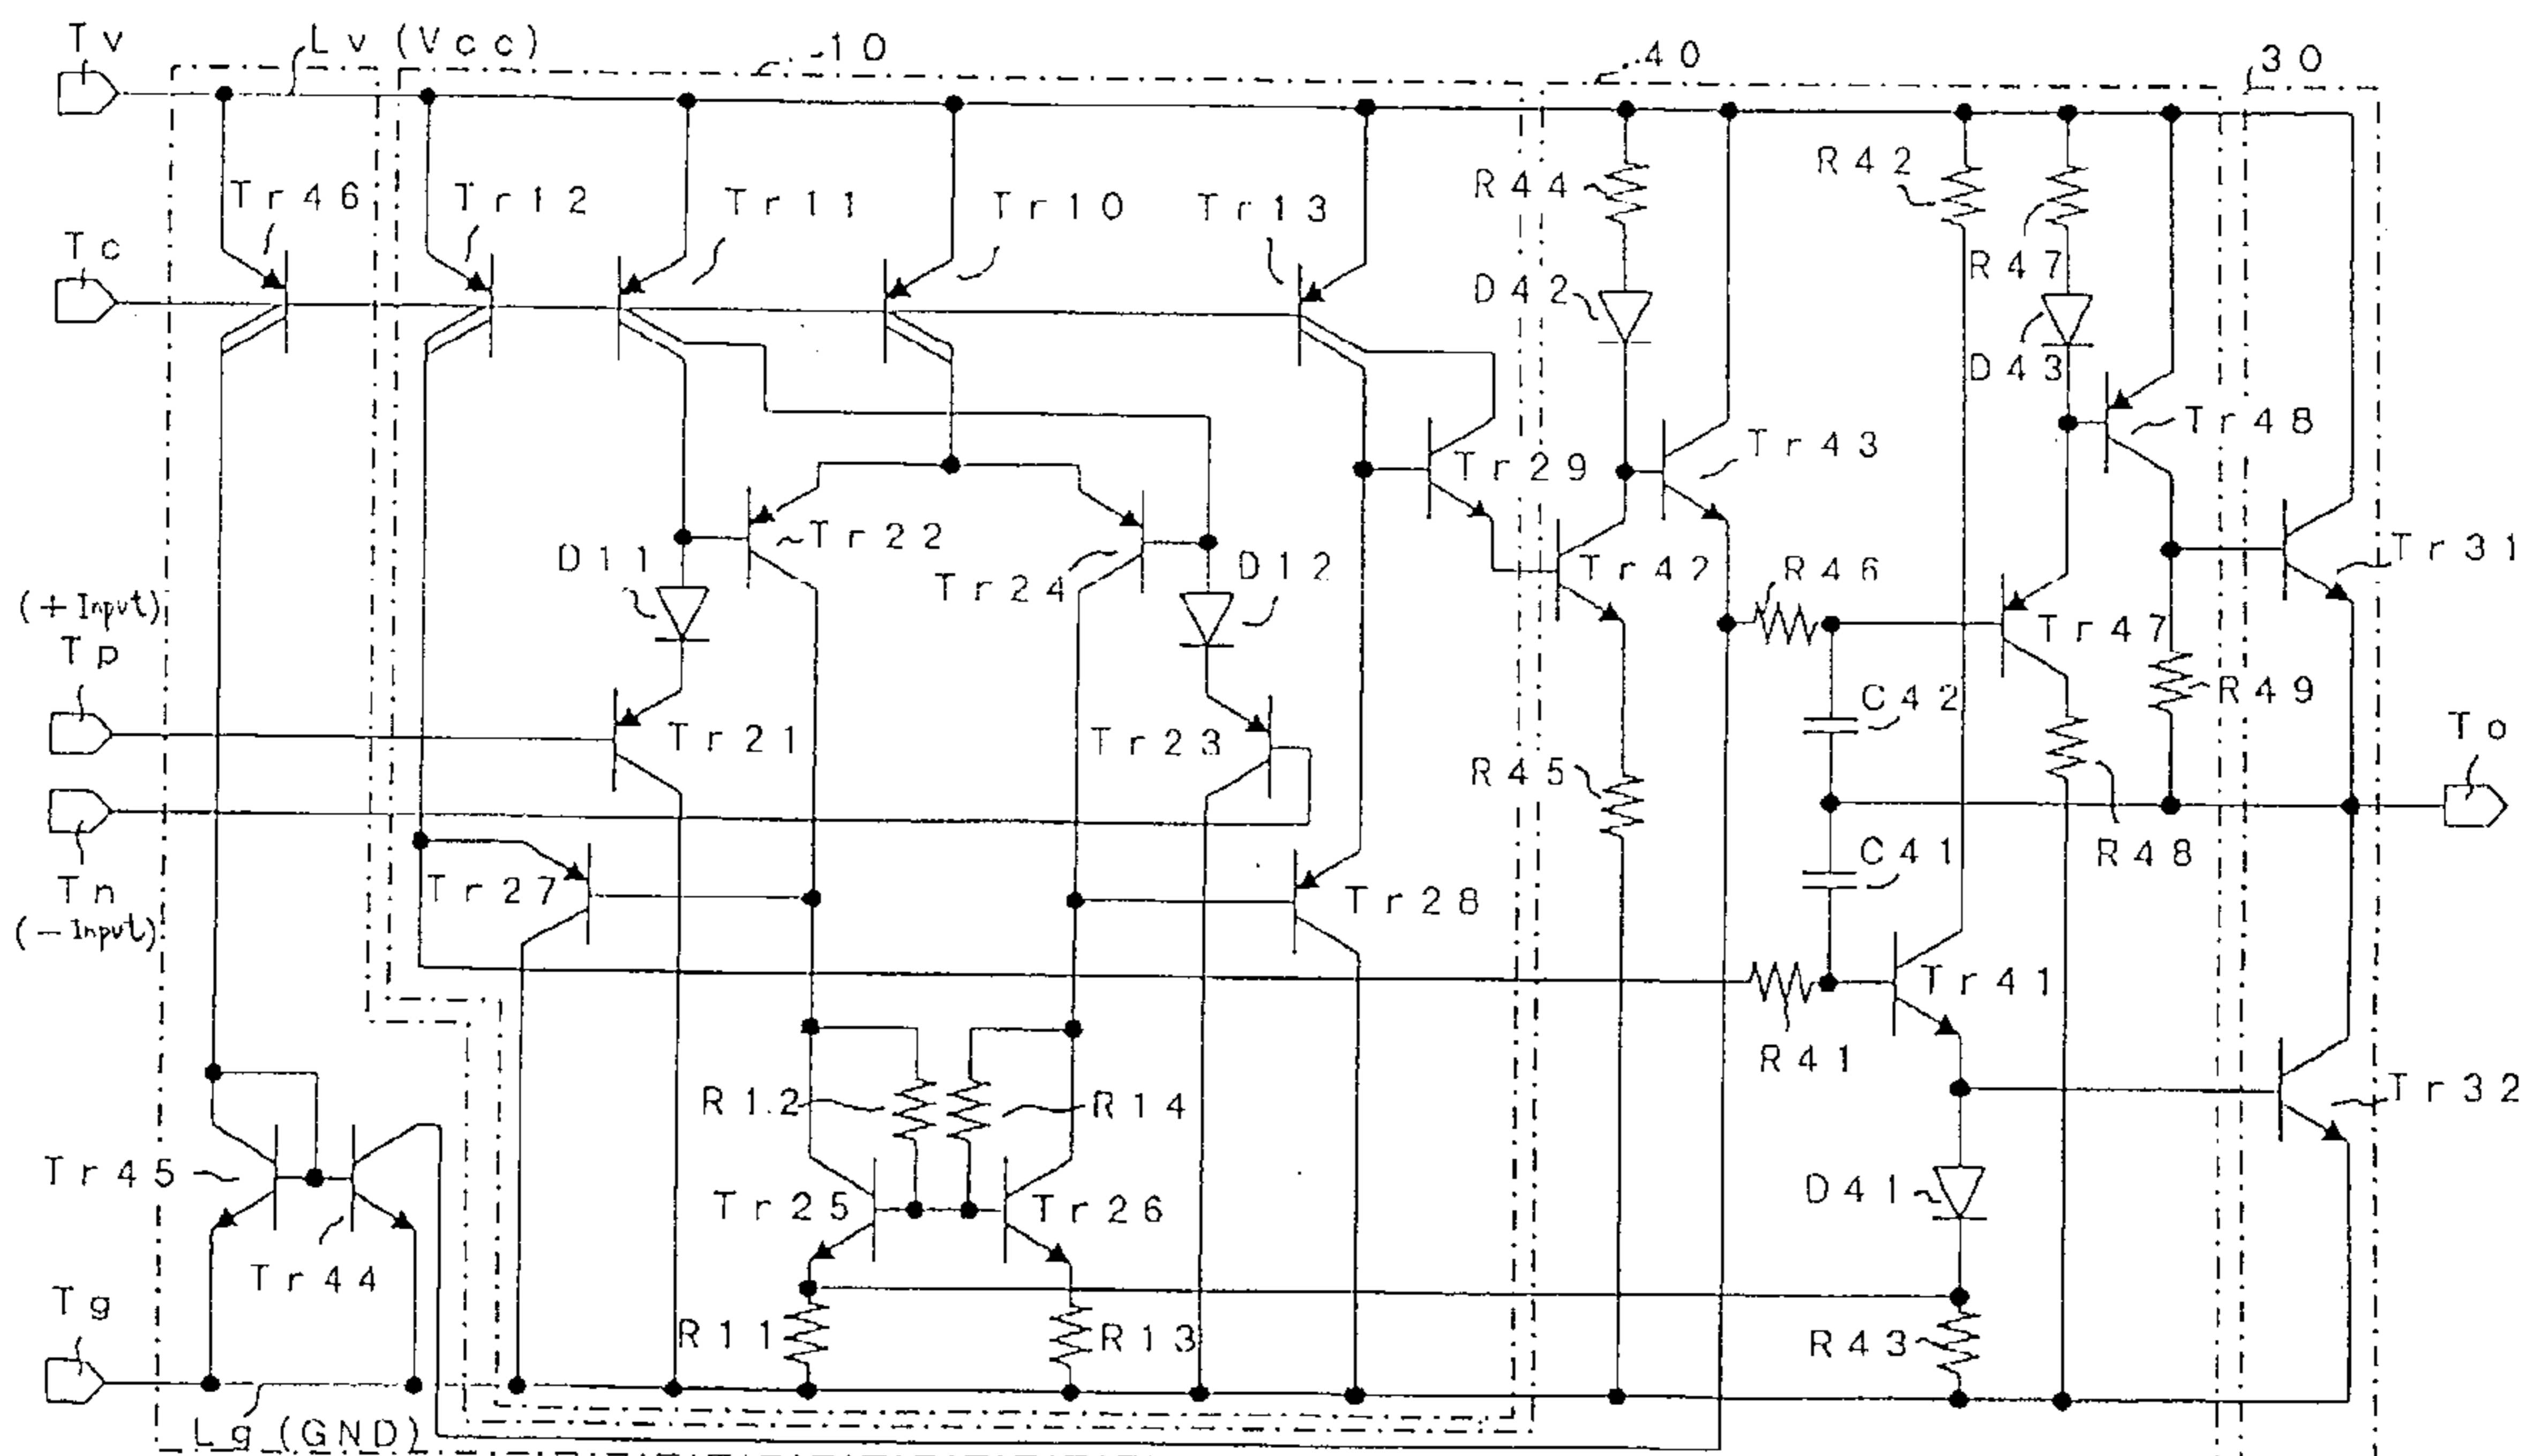 Tv
Lv (Vcc)
10
40
30
Tr46
Tr12
Tr11
Tr10
Tr13
R44
R42
R47
Tc
D42
D43
Tr48
Tr43
Tr29
Tr22
Tr24
D11
D12
Tr42
R46
Tr31
(+Input)
Tp
Tr47
C42
R49
Tr21
Tr23
R45
To
Tn
(-Input)
Tr27
Tr28
C41
R48
Tr41
R41
R12
R14
Tr32
Tr45
Tr25
Tr26
D41
Tr44
Tg
R11
R13
R43
Lg (GND)